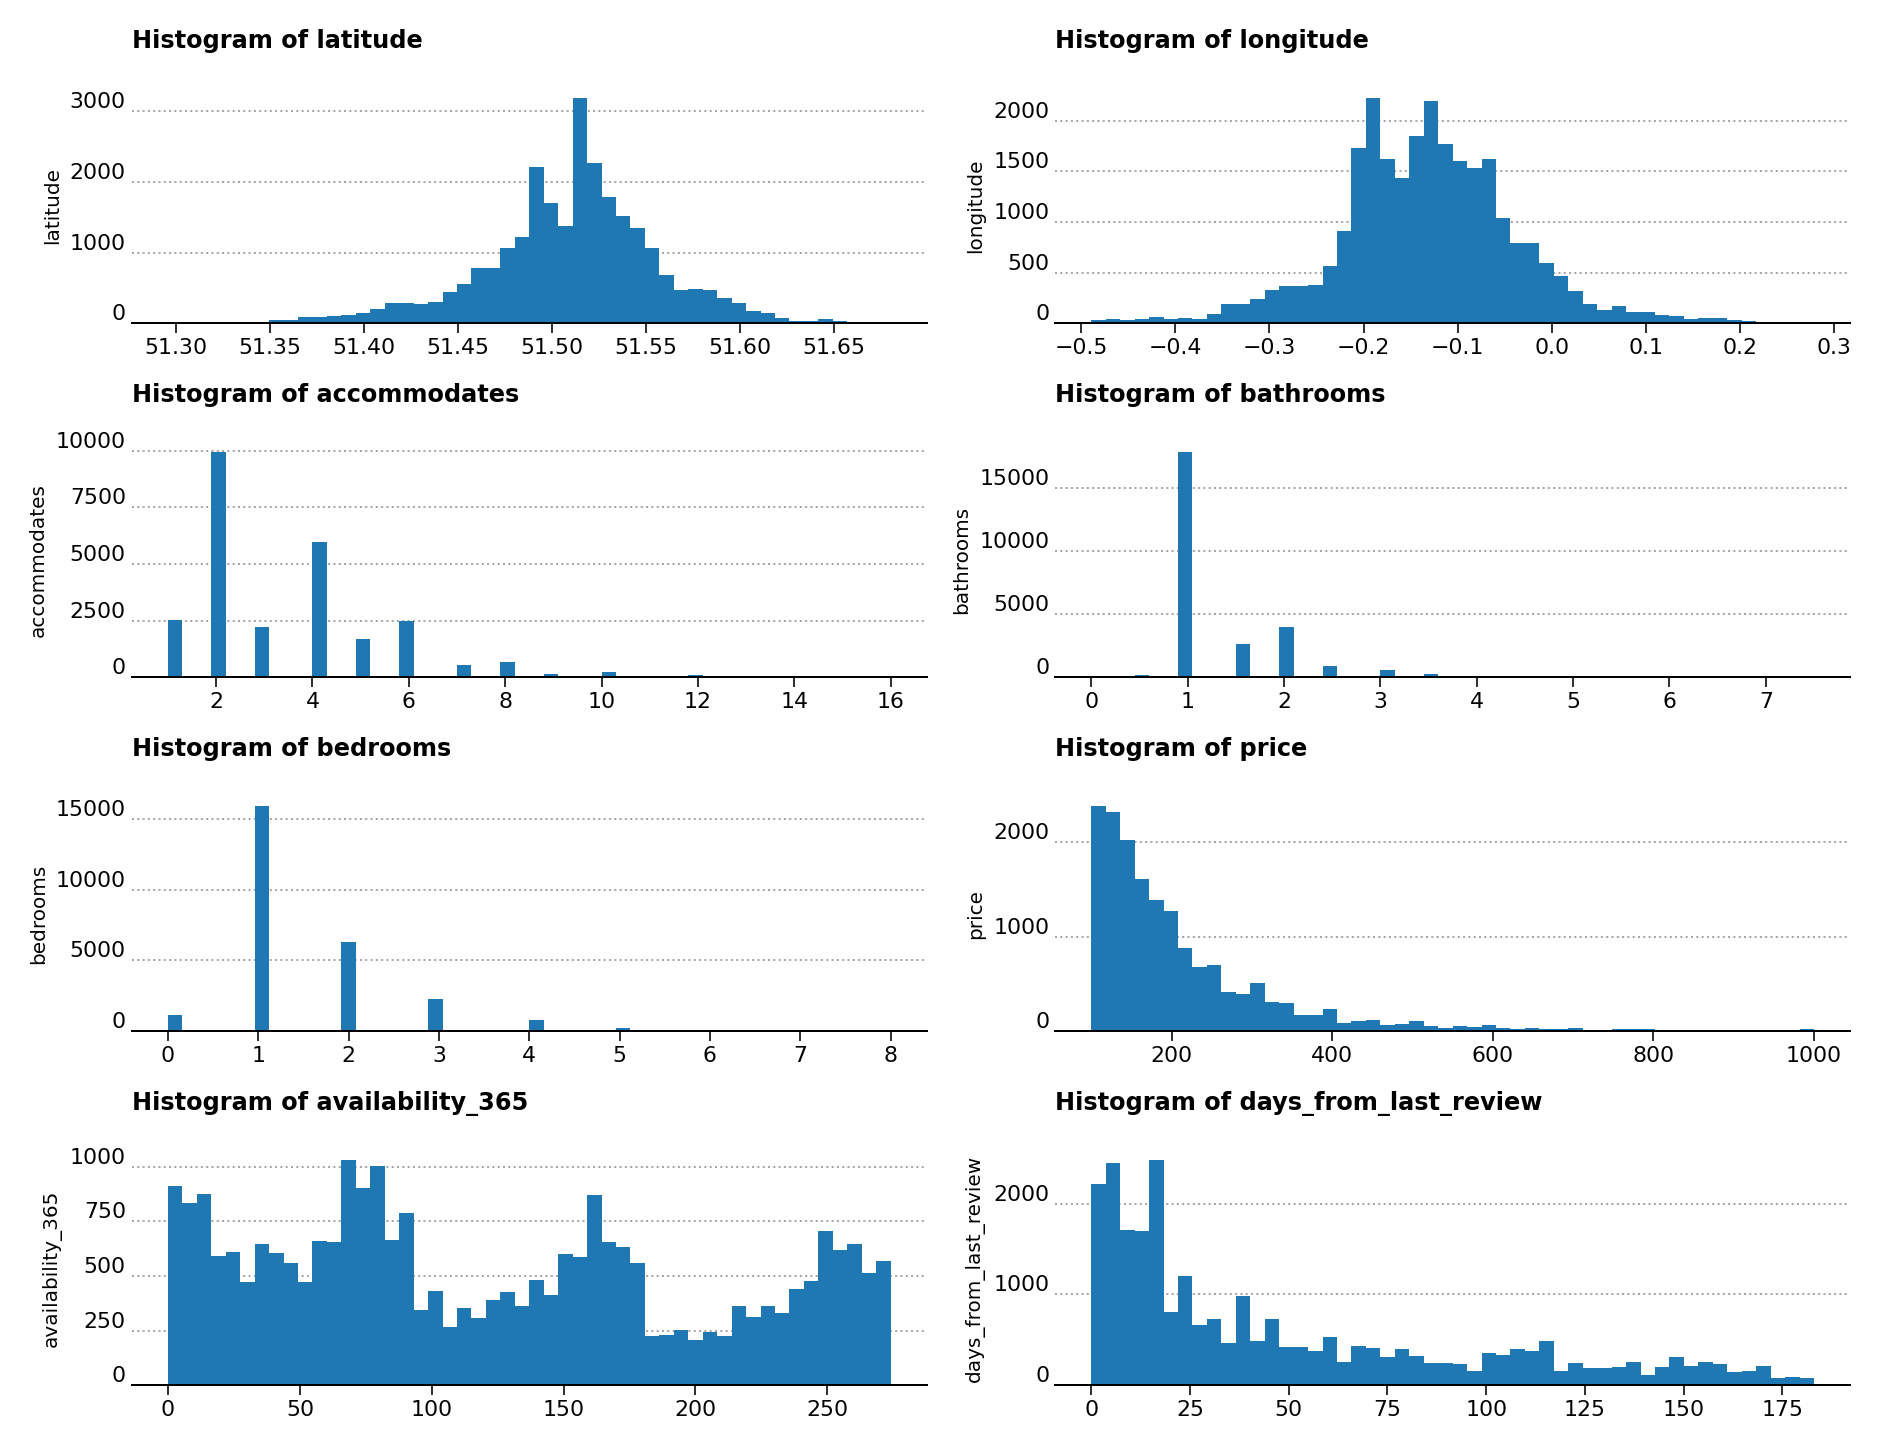 Histogram of latitude
latitude
3000
2000
1000
0
51.30 51.35 51.40 51.45 51.50 51.55 51.60 51.65
Histogram of longitude
longitude
2000
1500
1000
500
0
−0.5 −0.4 −0.3 −0.2 −0.1 0.0 0.1 0.2 0.3
Histogram of accommodates
accommodates
10000
7500
5000
2500
0
2 4 6 8 10 12 14 16
Histogram of bathrooms
bathrooms
15000
10000
5000
0
0 1 2 3 4 5 6 7
Histogram of bedrooms
bedrooms
15000
10000
5000
0
0 1 2 3 4 5 6 7 8
Histogram of price
price
2000
1000
0
200 400 600 800 1000
Histogram of availability_365
availability_365
1000
750
500
250
0
0 50 100 150 200 250
Histogram of days_from_last_review
days_from_last_review
2000
1000
0
0 25 50 75 100 125 150 175